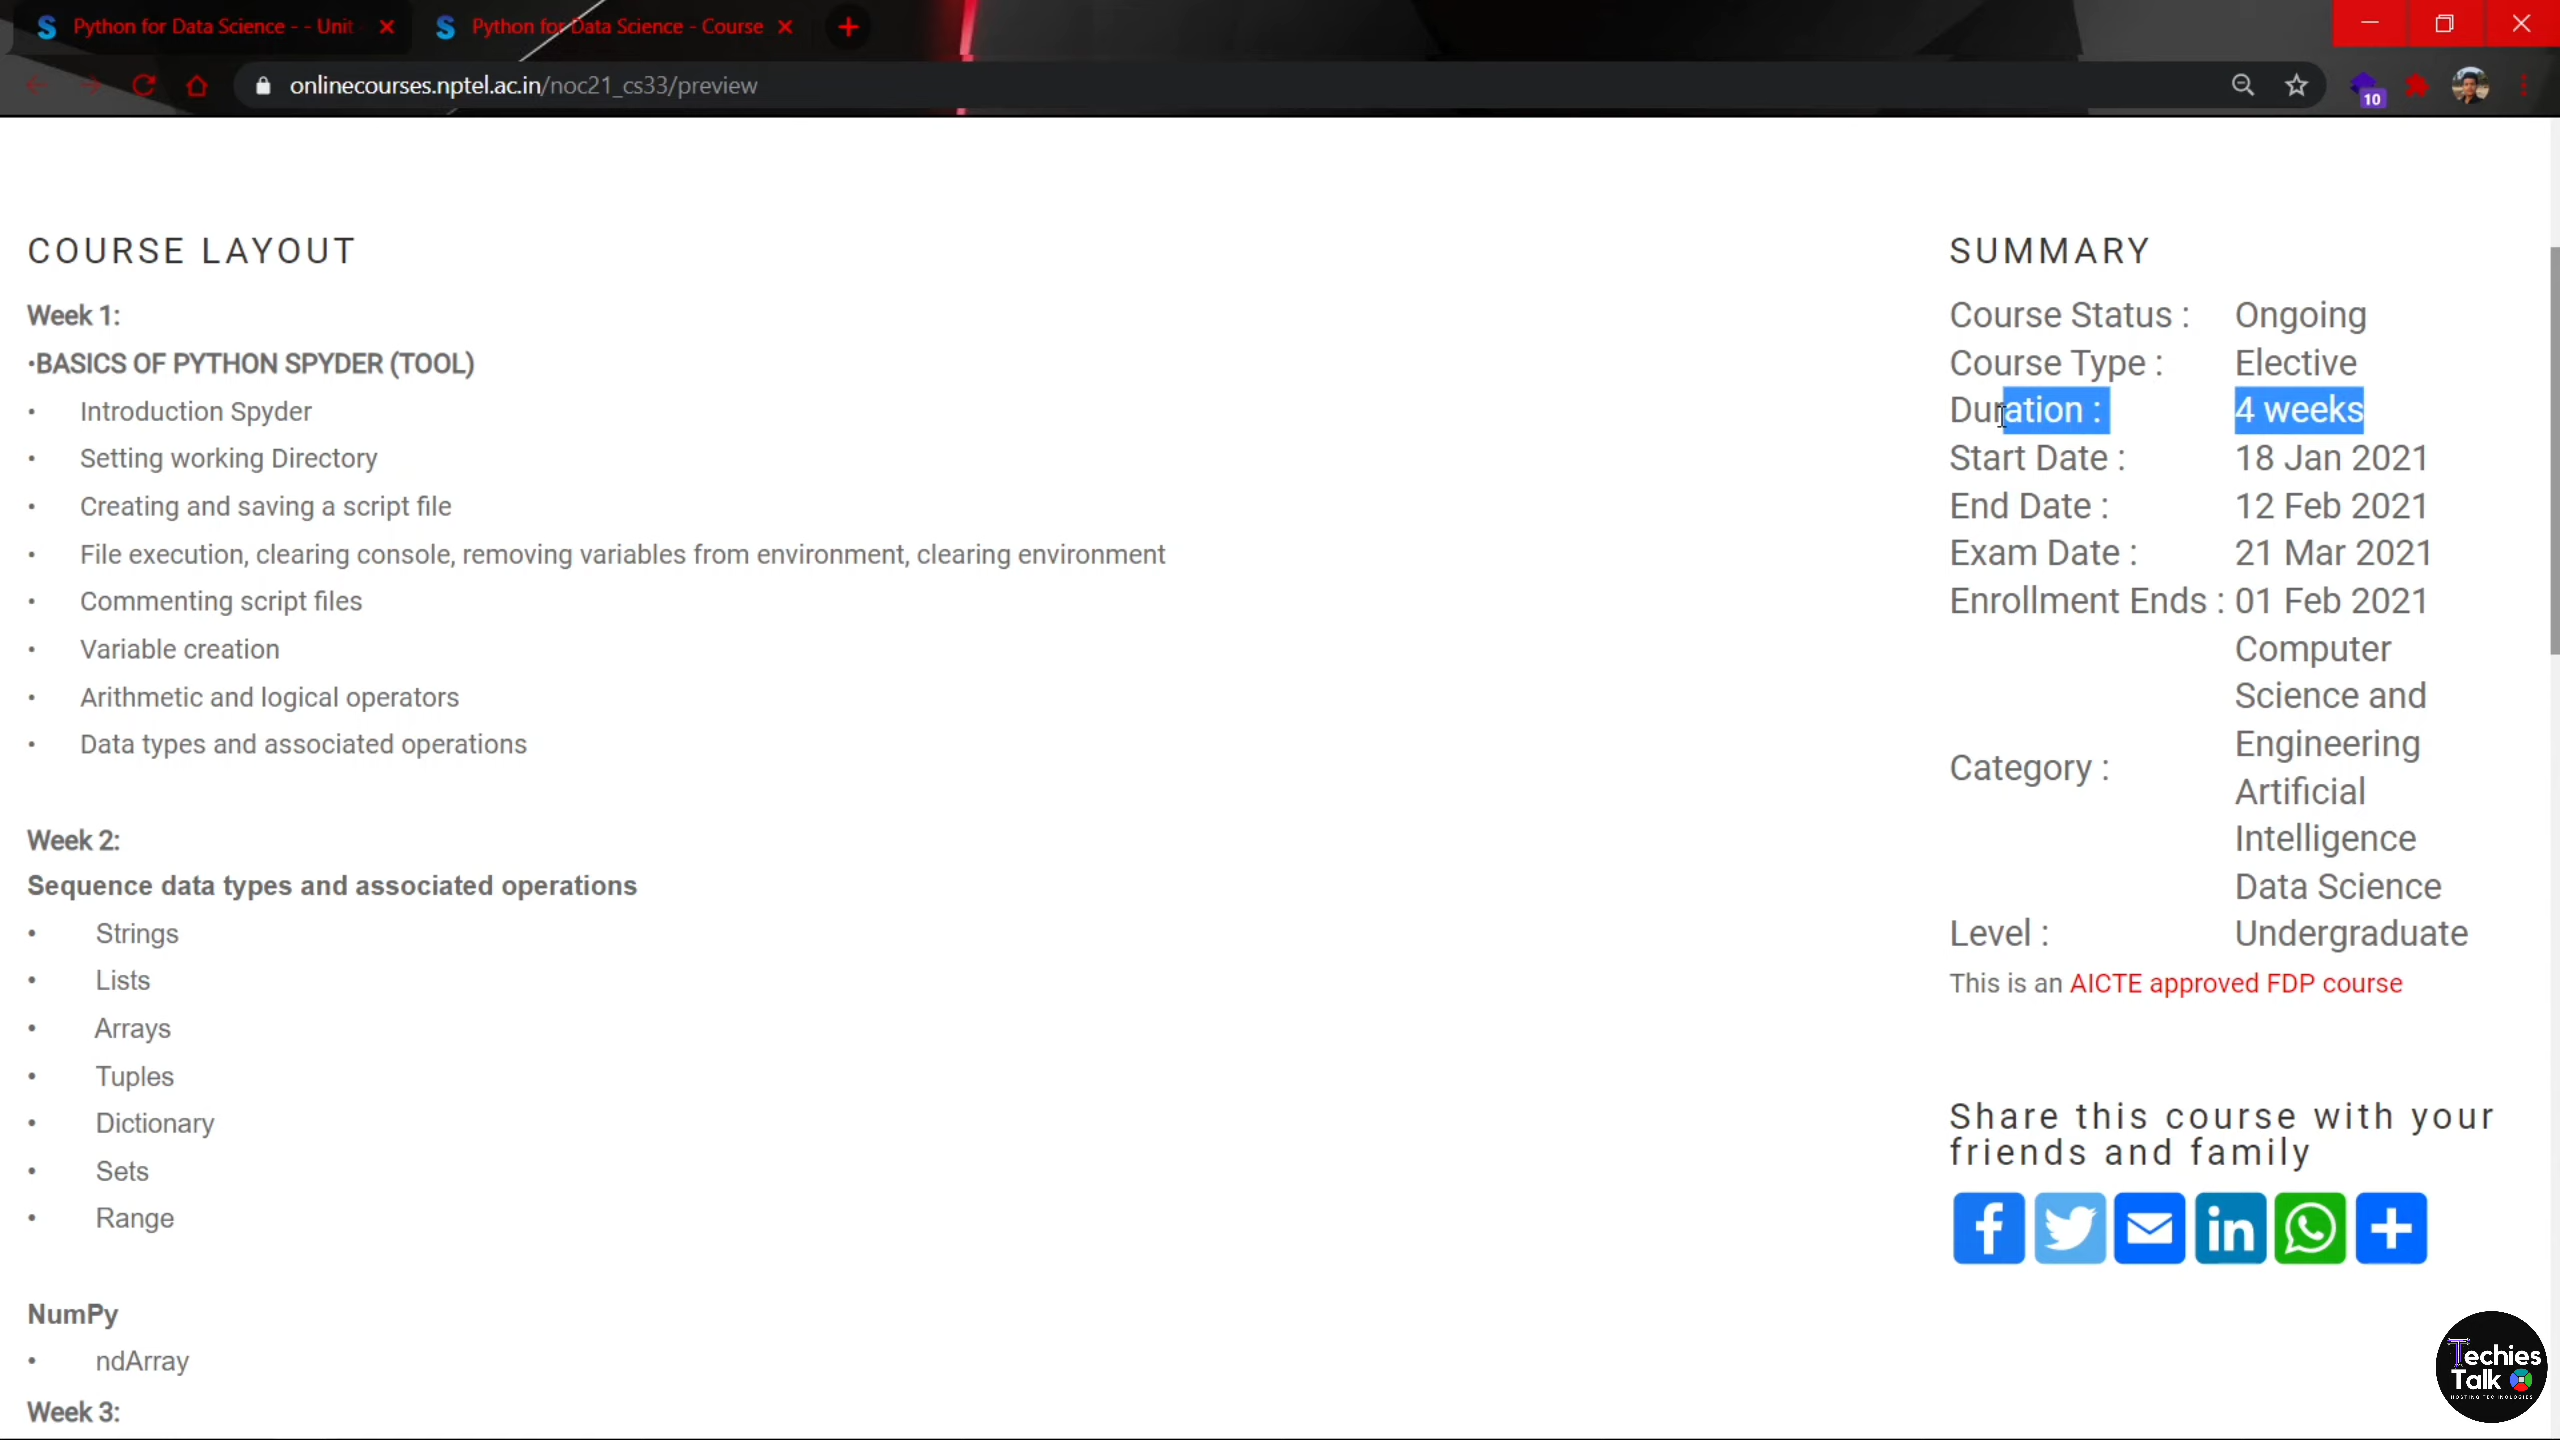 Python for Data Science - - Unit
Python for Data Science - Course
onlinecourses.nptel.ac.in/noc21_cs33/preview
10
COURSE LAYOUT
Week 1:
•BASICS OF PYTHON SPYDER (TOOL)
• Introduction Spyder
• Setting working Directory
• Creating and saving a script file
• File execution, clearing console, removing variables from environment, clearing environment
• Commenting script files
• Variable creation
• Arithmetic and logical operators
• Data types and associated operations
Week 2:
Sequence data types and associated operations
• Strings
• Lists
• Arrays
• Tuples
• Dictionary
• Sets
• Range
NumPy
• ndArray
Week 3:
SUMMARY
Course Status : Ongoing
Course Type : Elective
Duration : 4 weeks
Start Date : 18 Jan 2021
End Date : 12 Feb 2021
Exam Date : 21 Mar 2021
Enrollment Ends : 01 Feb 2021
Category :
Computer
Science and
Engineering
Artificial
Intelligence
Data Science
Level : Undergraduate
This is an AICTE approved FDP course
Share this course with your
friends and family
Techies
Talk
HOSTING TECHNOLOGIES